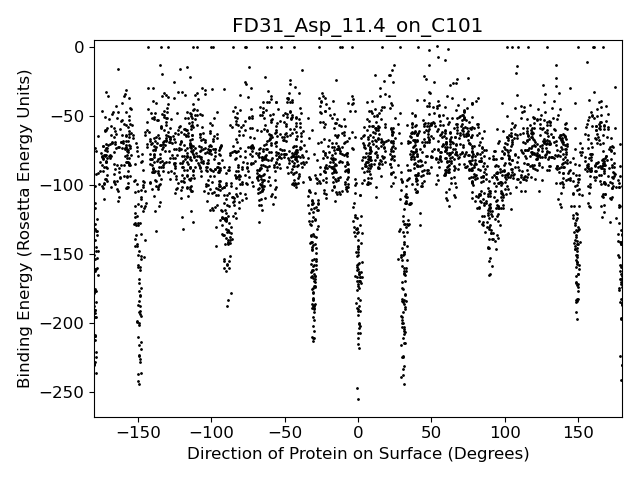 FD31_Asp_11.4_on_C101
Binding Energy (Rosetta Energy Units)
0
−50
−100
−150
−200
−250
−150 −100 −50 0 50 100 150
Direction of Protein on Surface (Degrees)